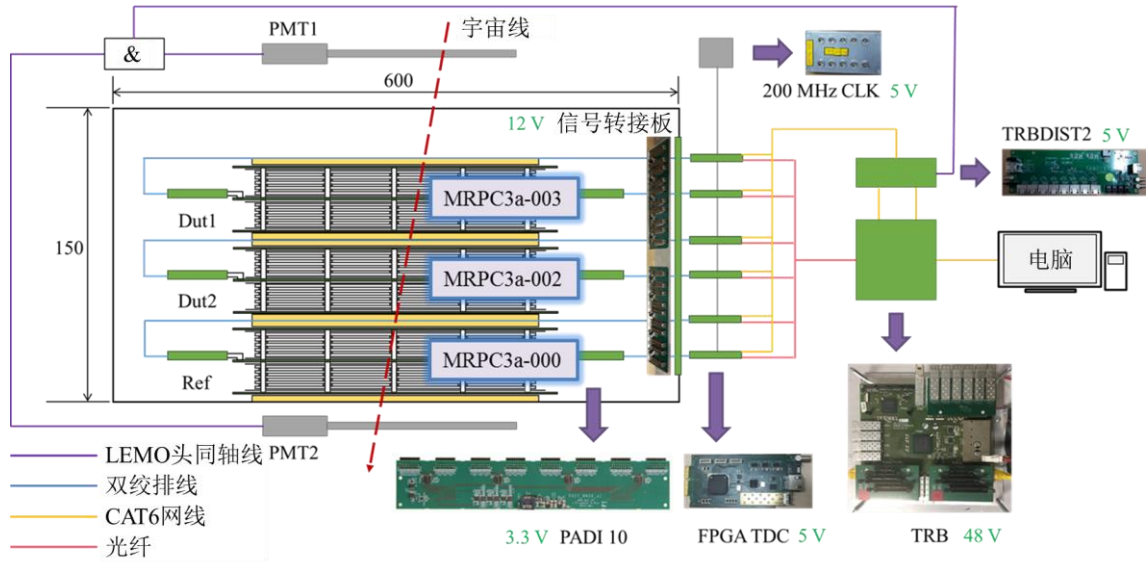 PMT1
宇宙线
&
600
200 MHz CLK 5 V
12 V 信号转接板
TRBDIST2 5 V
MRPC3a-003
Dut1
150
MRPC3a-002
电脑
Dut2
MRPC3a-000
Ref
PMT2
LEMO头同轴线
双绞排线
CAT6网线
光纤
3.3 V PADI 10
FPGA TDC 5 V
TRB 48 V